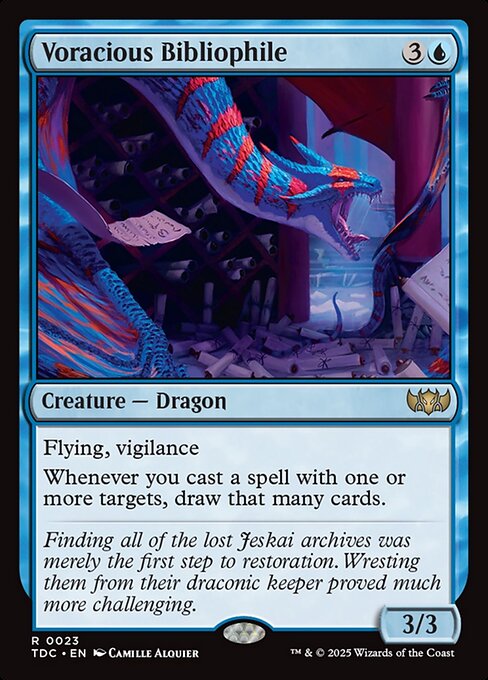 Voracious Bibliophile 3
Creature — Dragon
Flying, vigilance
Whenever you cast a spell with one or
more targets, draw that many cards.
Finding all of the lost Jeskai archives was
merely the first step to restoration. Wresting
them from their draconic keeper proved much
more challenging.
3/3
R 0023
TDC • EN Camille Alquier
™ & © 2025 Wizards of the Coast